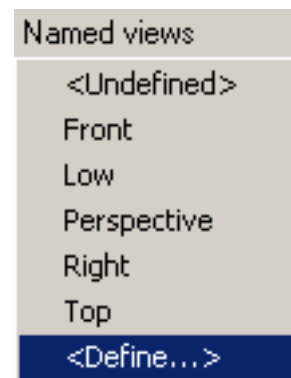 Named views
<Undefined>
Front
Low
Perspective
Right
Top
<Define...>